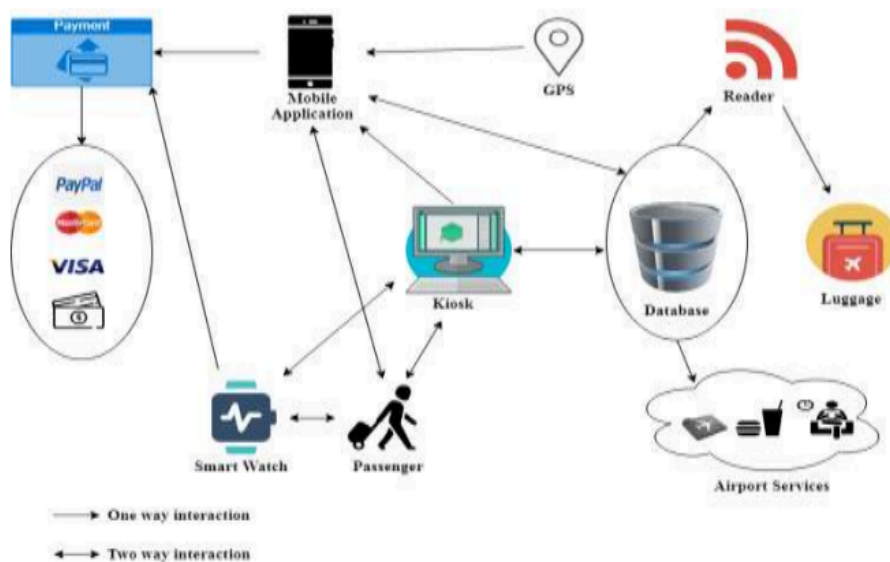 Payment
Mobile
Application
GPS
Reader
PayPal
MasterCard
VISA
Kiosk
Database
Luggage
Smart Watch
Passenger
Airport Services
One way interaction
Two way interaction